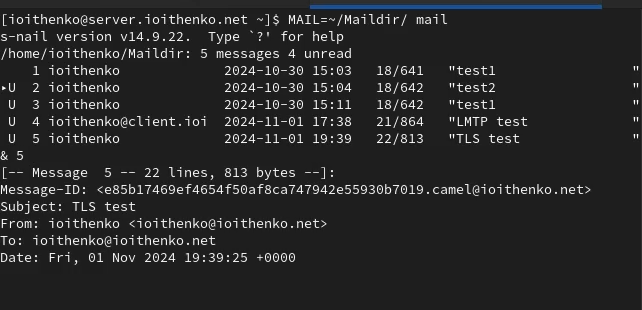 [ioithenko@server.ioithenko.net ~]$ MAIL=~/Maildir/ mail
s-nail version v14.9.22.  Type `?' for help
/home/ioithenko/Maildir: 5 messages 4 unread
    1 ioithenko             2024-10-30 15:03   18/641   "test1                 "
▸U  2 ioithenko             2024-10-30 15:04   18/642   "test2                 "
 U  3 ioithenko             2024-10-30 15:11   18/642   "test1                 "
 U  4 ioithenko@client.ioi  2024-11-01 17:38   21/864   "LMTP test             "
 U  5 ioithenko             2024-11-01 19:39   22/813   "TLS test              "
& 5
[-- Message  5 -- 22 lines, 813 bytes --]:
Message-ID: <e85b17469ef4654f50af8ca747942e55930b7019.camel@ioithenko.net>
Subject: TLS test
From: ioithenko <ioithenko@ioithenko.net>
To: ioithenko@ioithenko.net
Date: Fri, 01 Nov 2024 19:39:25 +0000